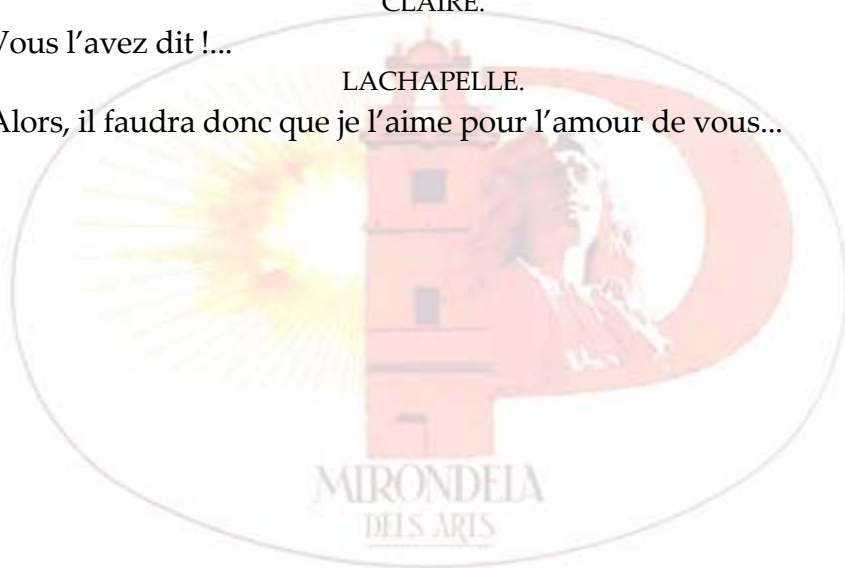 CLAIRE.
Vous l’avez dit !...
LACHAPELLE.
Alors, il faudra donc que je l’aime pour l’amour de vous...
MIRONDELA
DELS ARTS